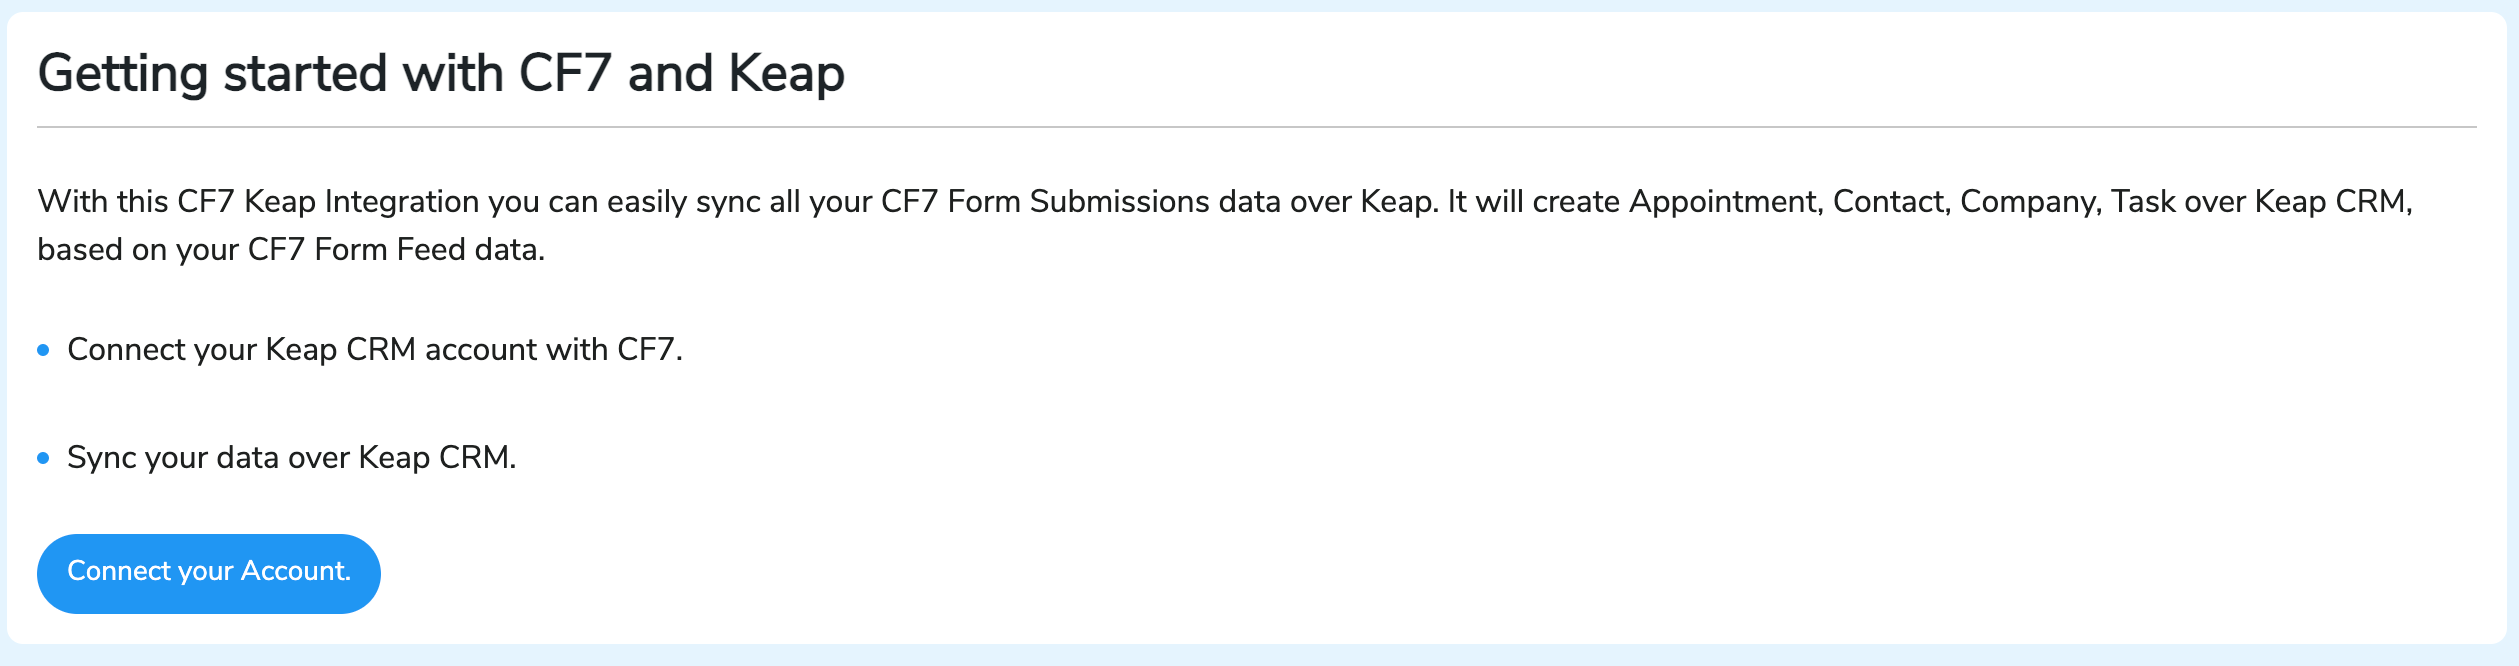 Getting started with CF7 and Keap
With this CF7 Keap Integration you can easily sync all your CF7 Form Submissions data over Keap. It will create Appointment, Contact, Company, Task over Keap CRM,
based on your CF7 Form Feed data.
Connect your Keap CRM account with CF7.
Sync your data over Keap CRM.
Connect your Account.